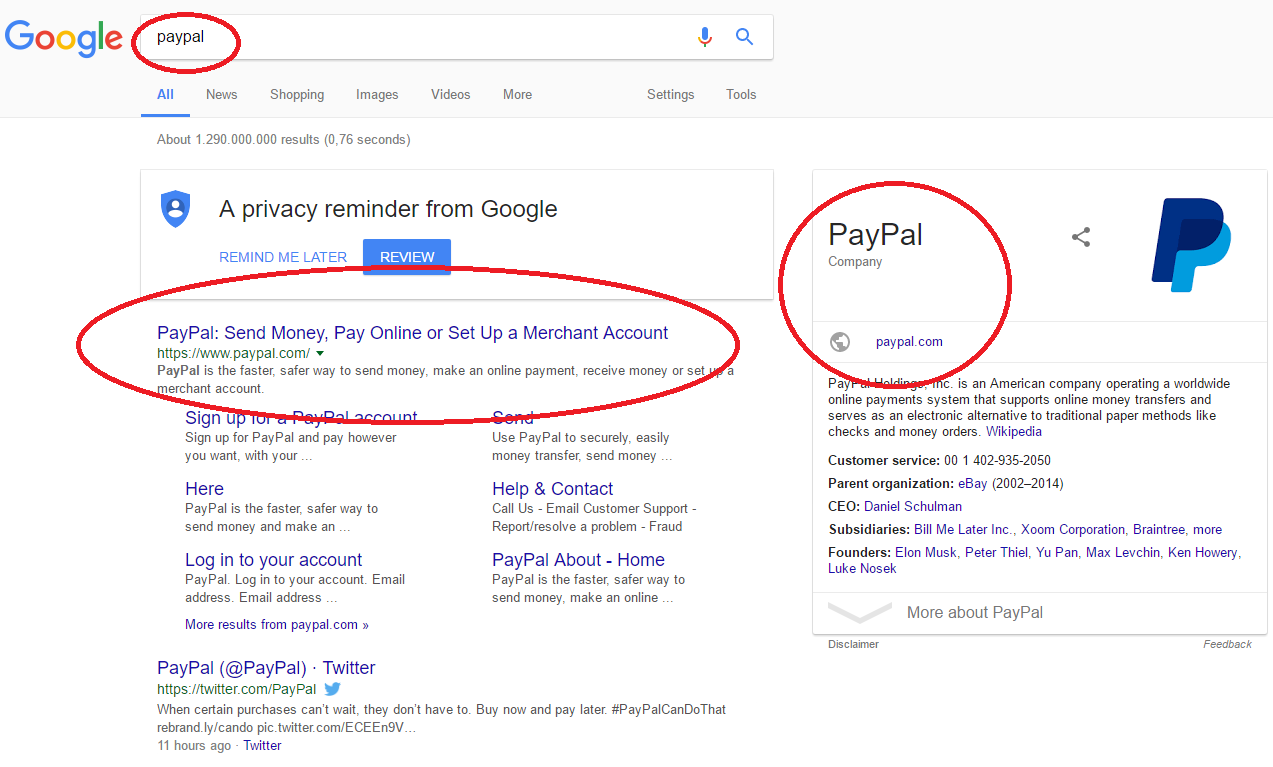 Google
paypal
All News Shopping Images Videos More Settings Tools
About 1.290.000.000 results (0,76 seconds)
A privacy reminder from Google
REMIND ME LATER REVIEW
PayPal: Send Money, Pay Online or Set Up a Merchant Account
https://www.paypal.com/
PayPal is the faster, safer way to send money, make an online payment, receive money or set up a
merchant account.
Sign up for a PayPal account
Sign up for PayPal and pay however
you want, with your ...
Send
Use PayPal to securely, easily
money transfer, send money ...
Here
PayPal is the faster, safer way to
send money and make an ...
Help & Contact
Call Us - Email Customer Support -
Report/resolve a problem - Fraud
Log in to your account
PayPal. Log in to your account. Email
address. Email address ...
PayPal About - Home
PayPal is the faster, safer way to
send money, make an online ...
More results from paypal.com »
PayPal (@PayPal) · Twitter
https://twitter.com/PayPal
When certain purchases can't wait, they don't have to. Buy now and pay later. #PayPalCanDoThat
rebrand.ly/cando pic.twitter.com/ECEEn9V…
11 hours ago · Twitter
PayPal
Company
paypal.com
PayPal Holdings, Inc. is an American company operating a worldwide
online payments system that supports online money transfers and
serves as an electronic alternative to traditional paper methods like
checks and money orders. Wikipedia
Customer service: 00 1 402-935-2050
Parent organization: eBay (2002–2014)
CEO: Daniel Schulman
Subsidiaries: Bill Me Later Inc., Xoom Corporation, Braintree, more
Founders: Elon Musk, Peter Thiel, Yu Pan, Max Levchin, Ken Howery,
Luke Nosek
More about PayPal
Disclaimer Feedback